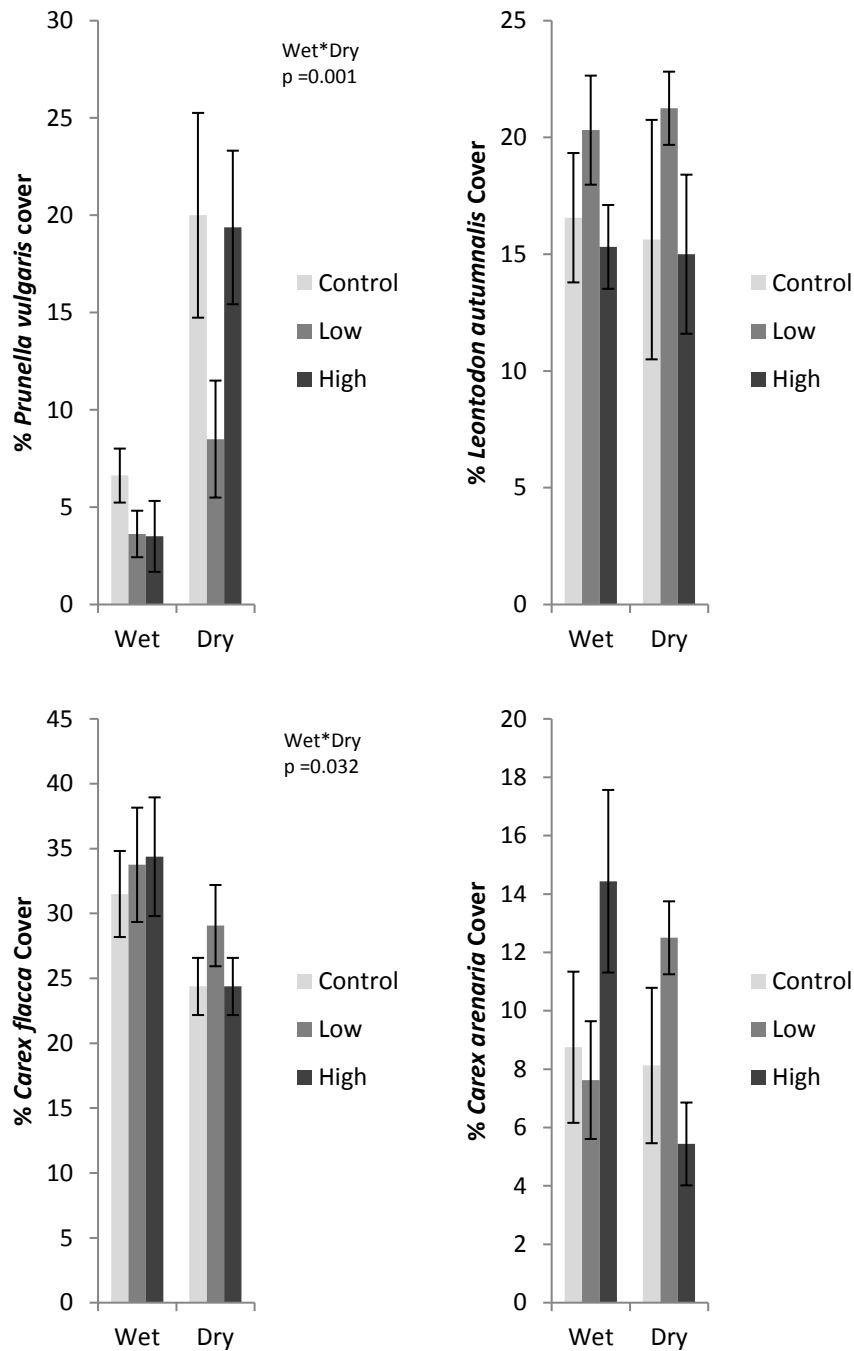 % Prunella vulgaris cover
30
25
20
15
10
5
0
Wet
Dry
Wet*Dry
p =0.001
Control
Low
High
% Leontodon autumnalis Cover
25
20
15
10
5
0
Wet
Dry
Control
Low
High
% Carex flacca Cover
45
40
35
30
25
20
15
10
5
0
Wet
Dry
Wet*Dry
p =0.032
Control
Low
High
% Carex arenaria Cover
20
18
16
14
12
10
8
6
4
2
0
Wet
Dry
Control
Low
High